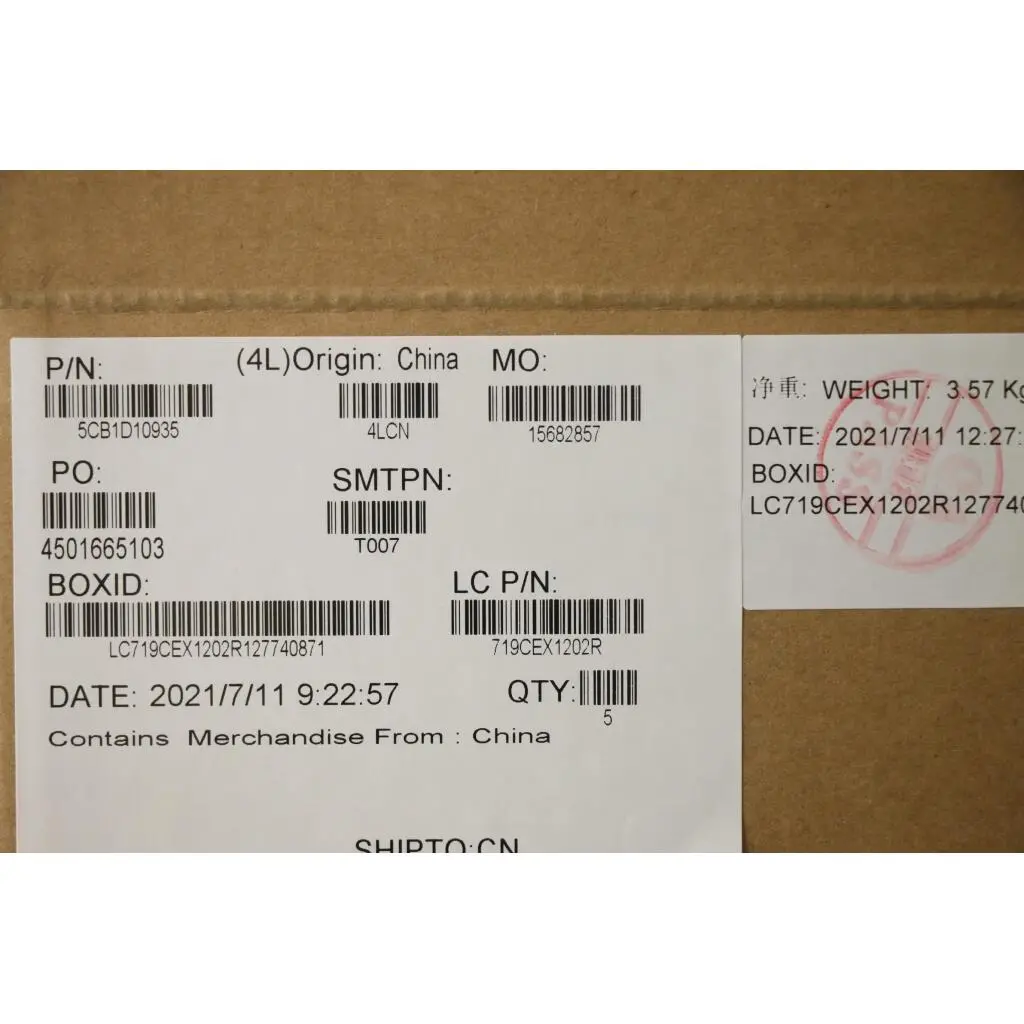 P/N: (4L)Origin: China MO:
5CB1D10935 4LCN 15682857
PO: SMTPN:
4501665103 T007
BOXID: LC P/N:
LC719CEX1202R127740871 719CEX1202R
DATE: 2021/7/11 9:22:57 QTY:
5
Contains Merchandise From : China
SHIPTO:CN
净重: WEIGHT: 3.57 Kg
DATE: 2021/7/11 12:27:
BOXID:
LC719CEX1202R127740